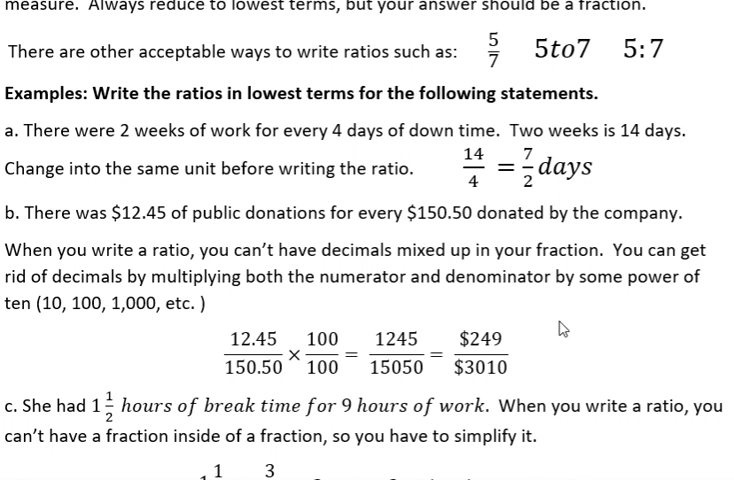 measure. Always reduce to lowest terms, but your answer should be a fraction.
There are other acceptable ways to write ratios such as: 5/7 5to7 5:7
Examples: Write the ratios in lowest terms for the following statements.
a. There were 2 weeks of work for every 4 days of down time. Two weeks is 14 days.
Change into the same unit before writing the ratio. 14/4 = 7/2 days
b. There was $12.45 of public donations for every $150.50 donated by the company.
When you write a ratio, you can't have decimals mixed up in your fraction. You can get
rid of decimals by multiplying both the numerator and denominator by some power of
ten (10, 100, 1,000, etc. )
12.45/150.50 × 100/100 = 1245/15050 = $249/$3010
c. She had 1 1/2 hours of break time for 9 hours of work. When you write a ratio, you
can't have a fraction inside of a fraction, so you have to simplify it.
1 3